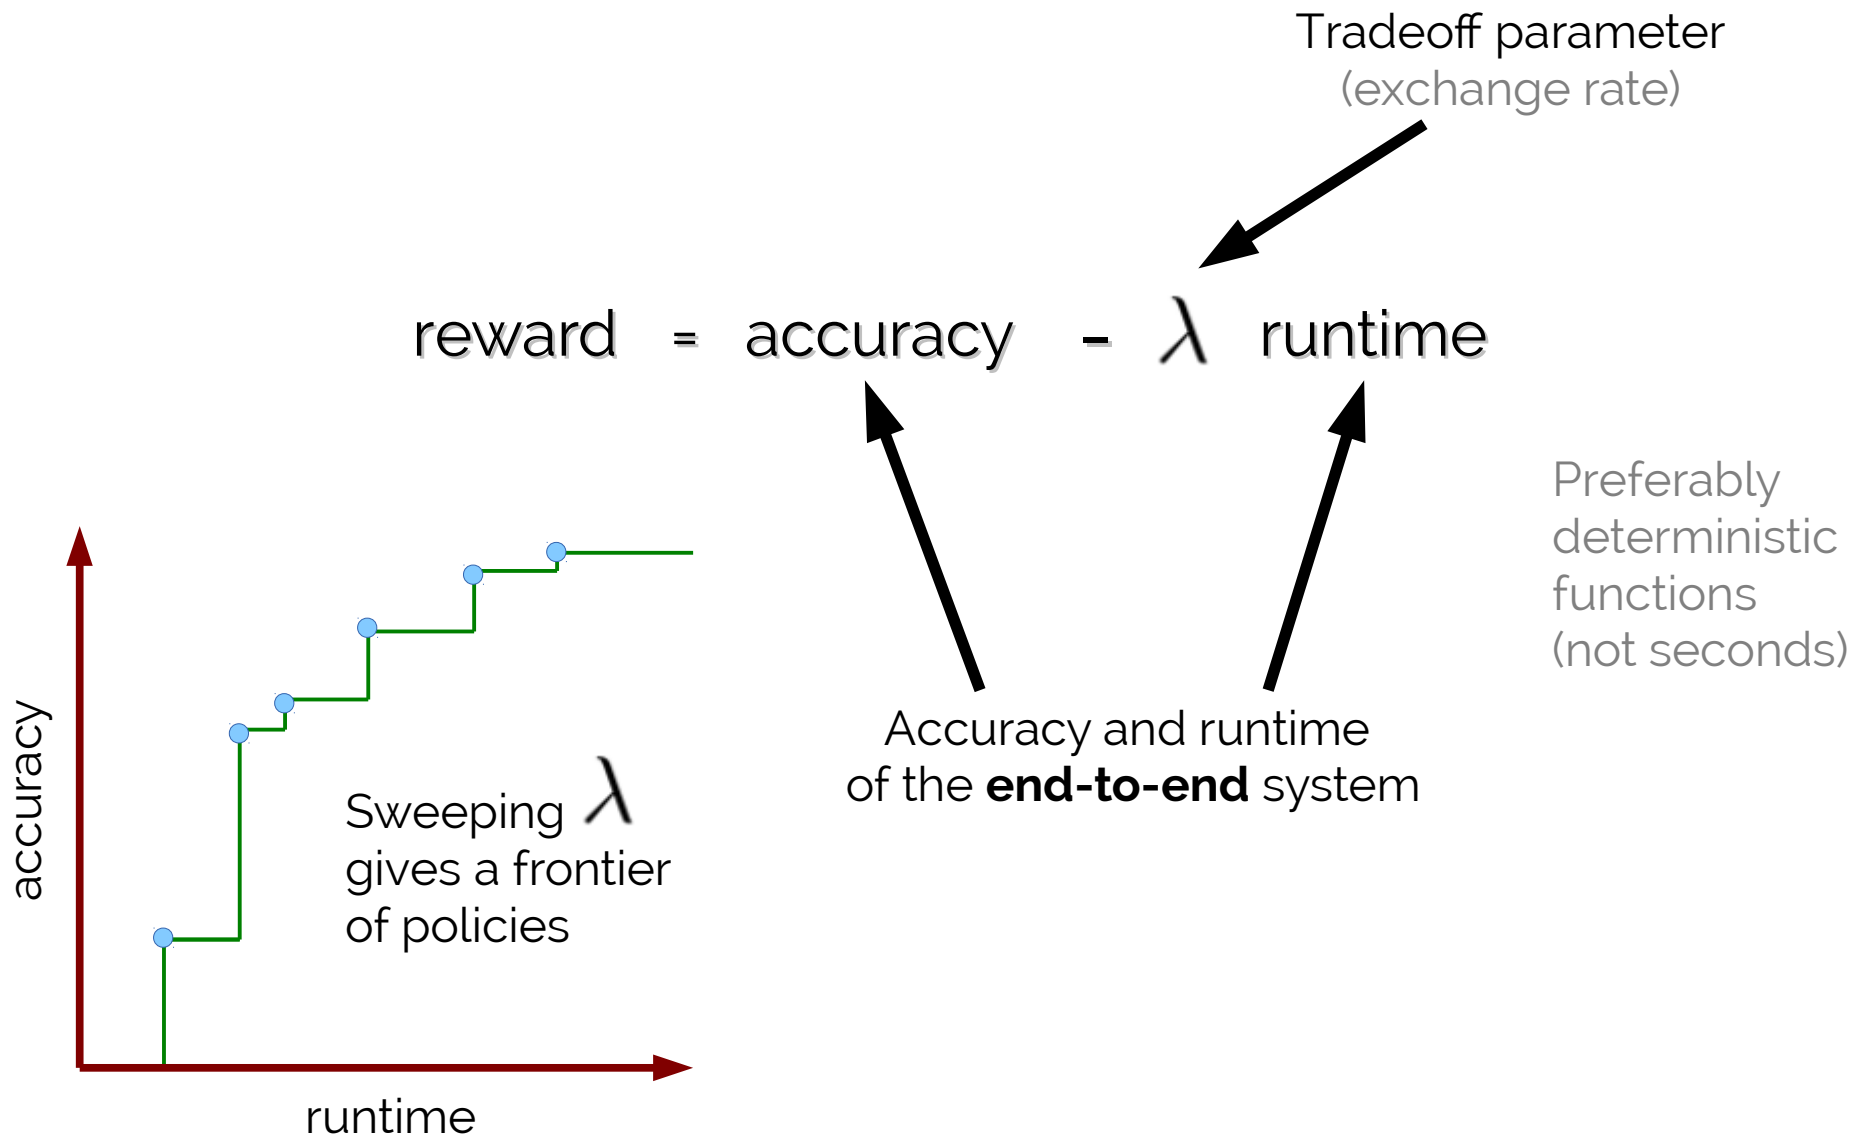 Tradeoff parameter
(exchange rate)
reward = accuracy - λ runtime
Preferably
deterministic
functions
(not seconds)
Accuracy and runtime
of the end-to-end system
accuracy
Sweeping λ
gives a frontier
of policies
runtime